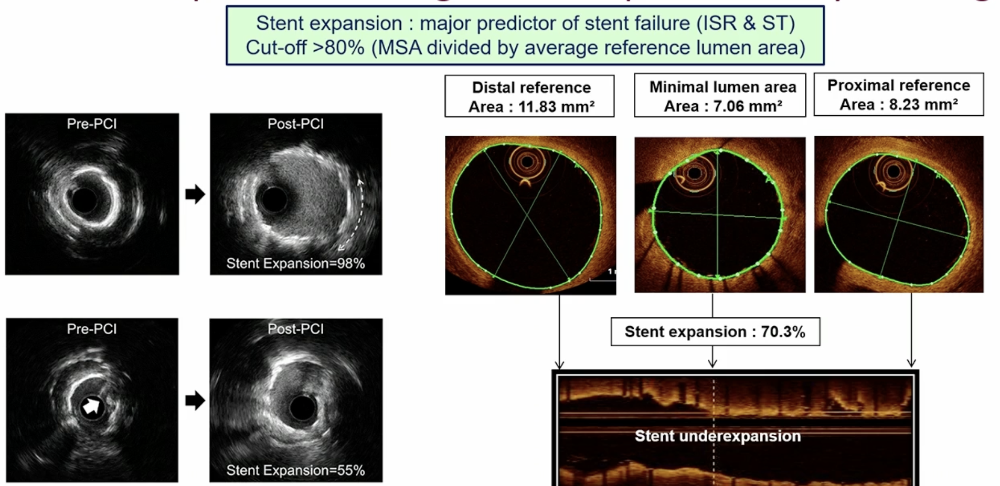 Stent expansion : major predictor of stent failure (ISR & ST)
Cut-off >80% (MSA divided by average reference lumen area)
Distal reference
Area : 11.83 mm²
Minimal lumen area
Area : 7.06 mm²
Proximal reference
Area : 8.23 mm²
Pre-PCI
Post-PCI
Stent Expansion=98%
Stent expansion : 70.3%
Pre-PCI
Post-PCI
Stent Expansion=55%
Stent underexpansion